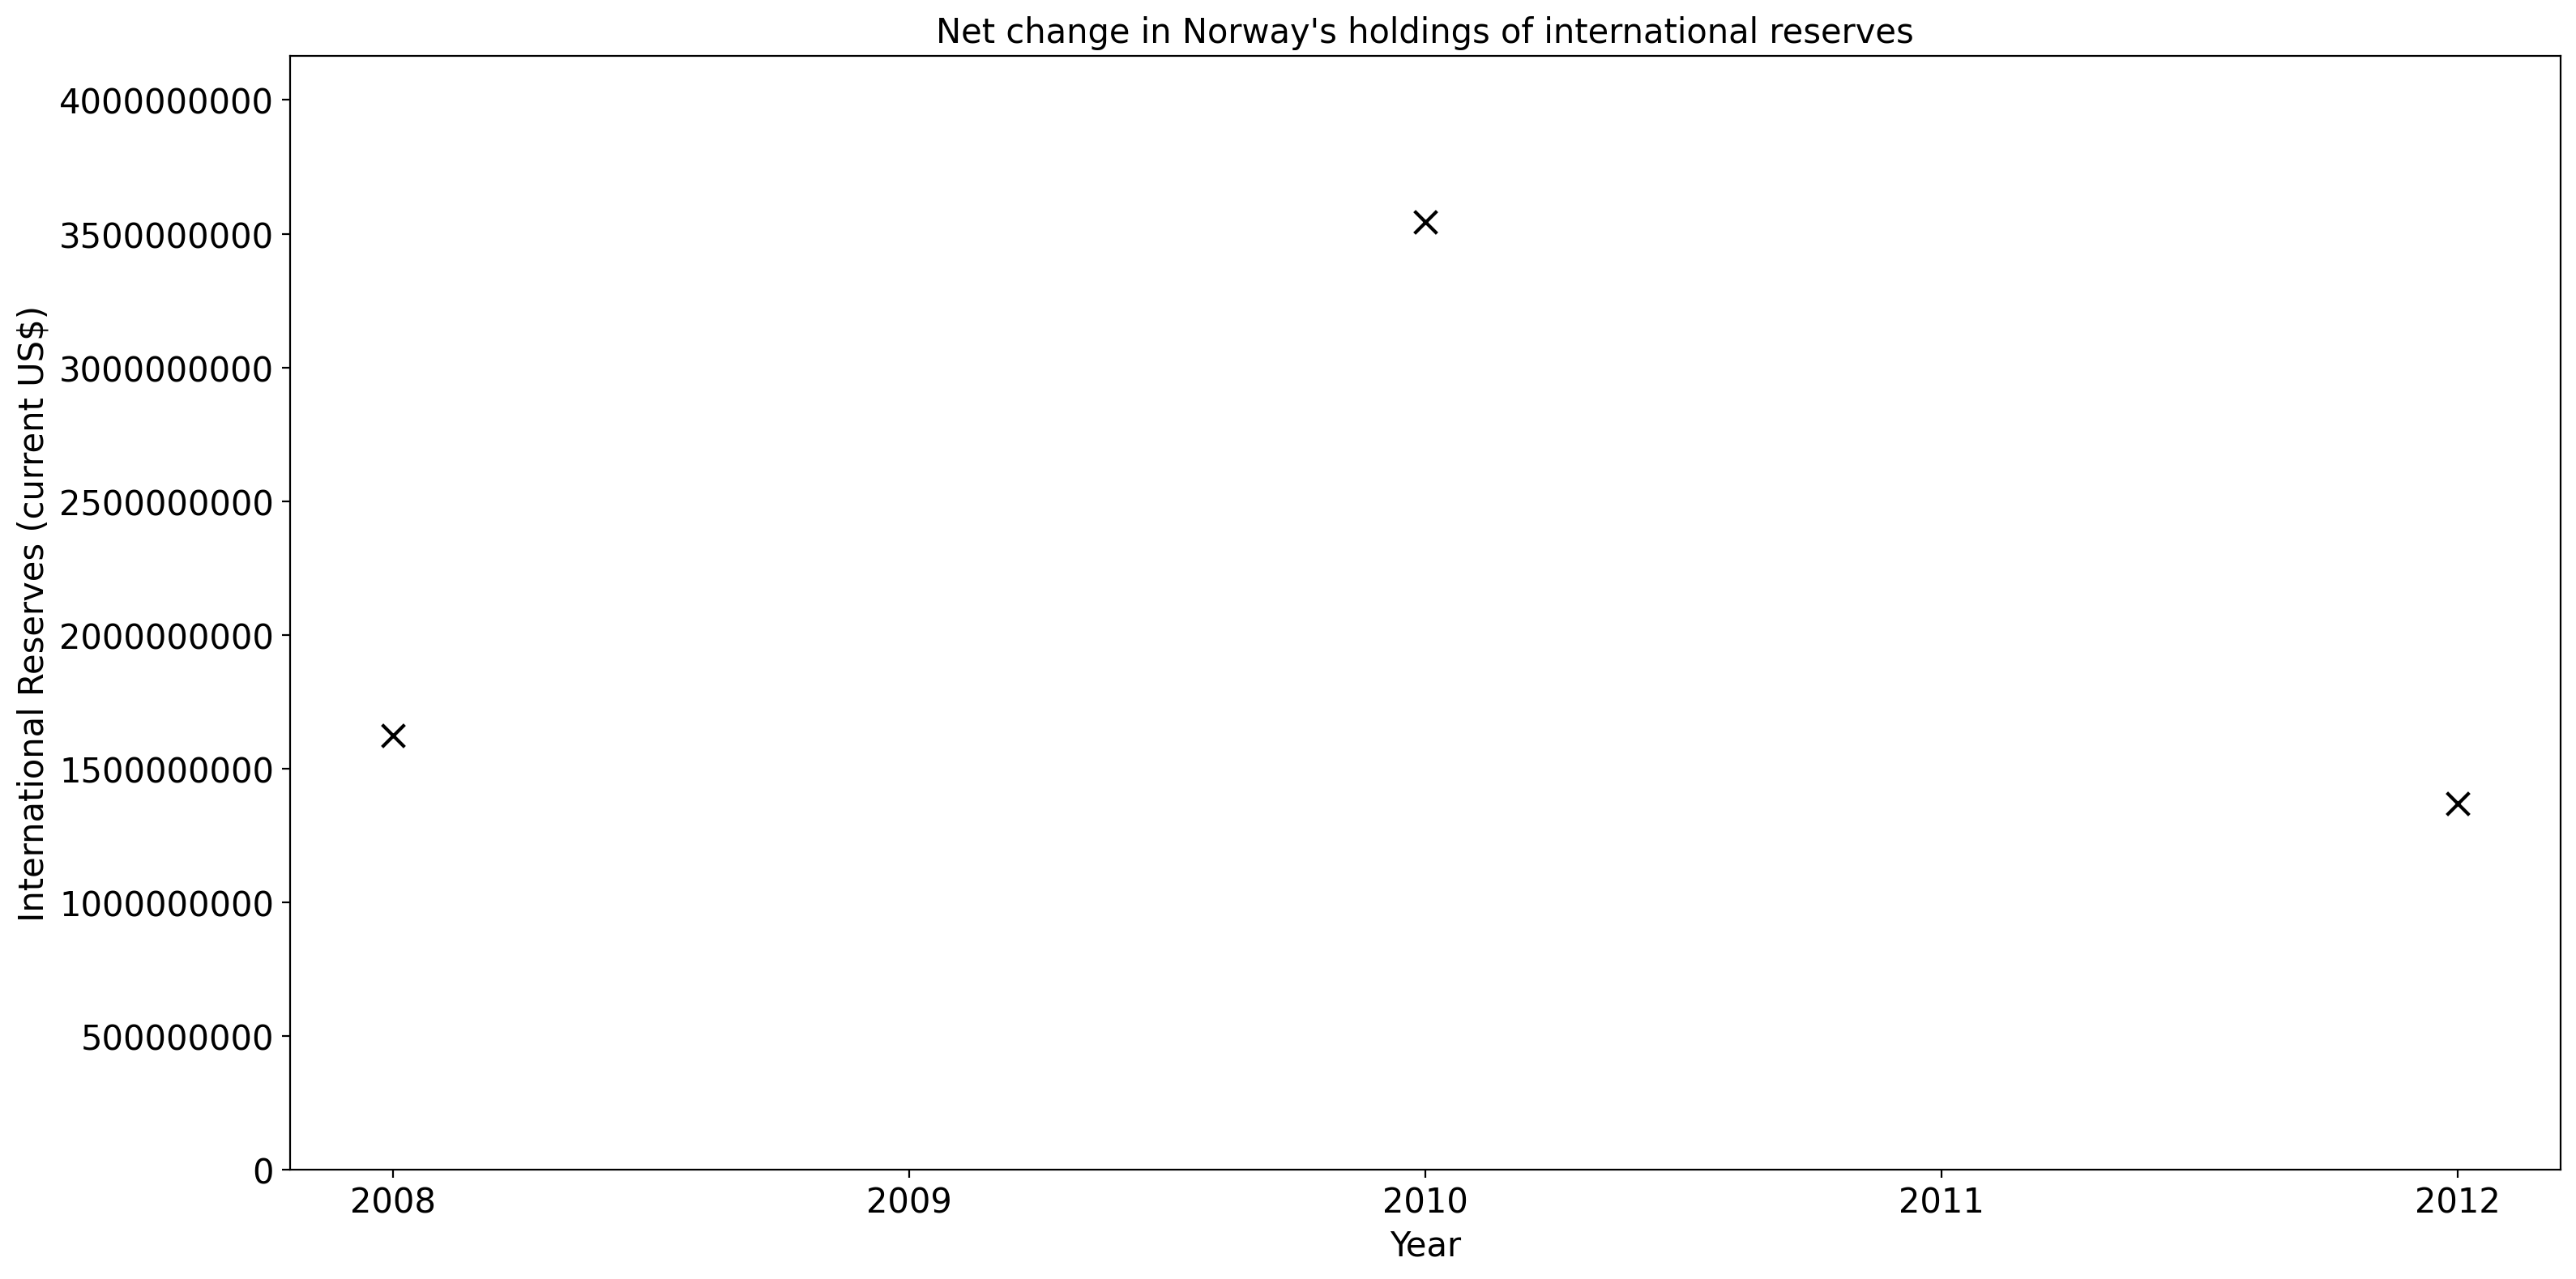 Net change in Norway's holdings of international reserves
International Reserves (current US$)
4000000000
3500000000
3000000000
2500000000
2000000000
1500000000
1000000000
500000000
0
2008 2009 2010 2011 2012
Year